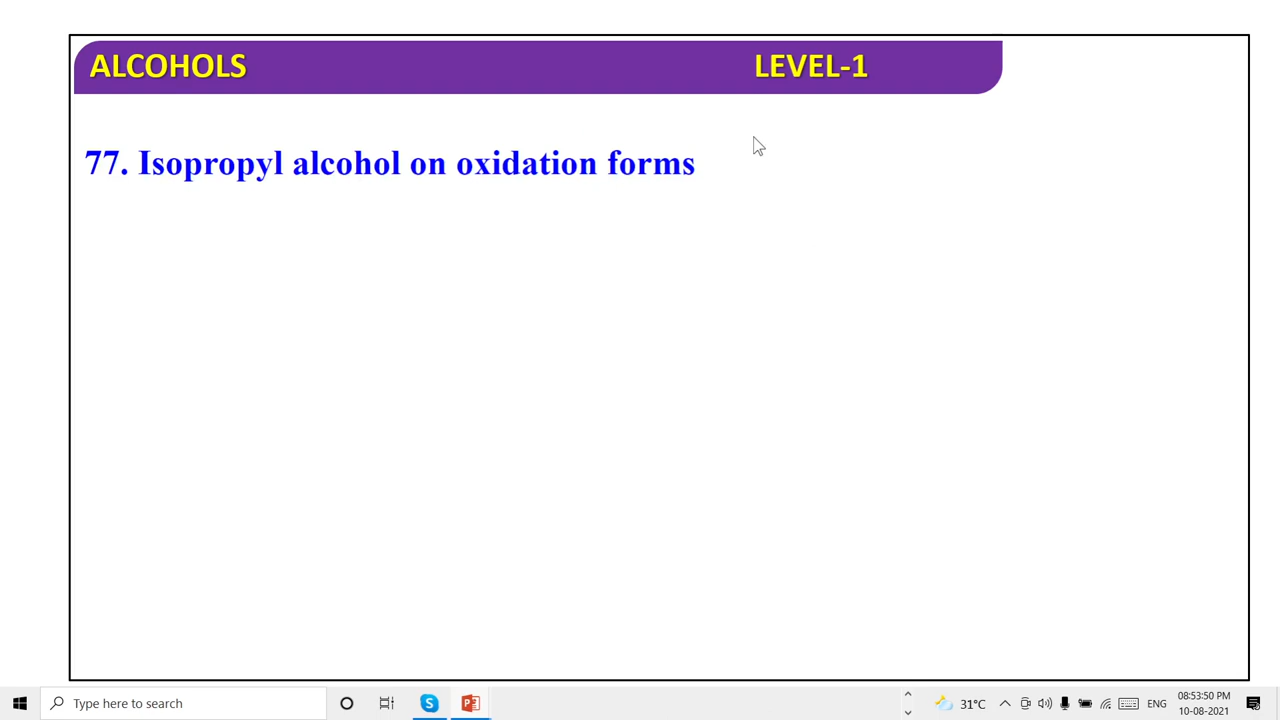 ALCOHOLS LEVEL-1
77. Isopropyl alcohol on oxidation forms
Type here to search
31°C
ENG
08:53:50 PM
10-08-2021